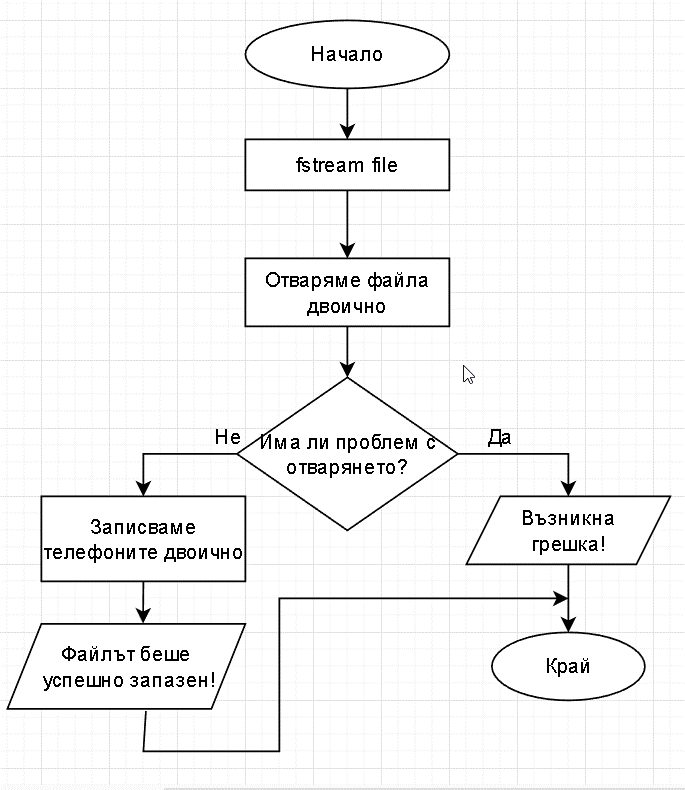 Начало
fstream file
Отваряме файла
двоично
Има ли проблем с
отварянето?
Не
Да
Записваме
телефоните двоично
Възникна
грешка!
Файлът беше
успешно запазен!
Край